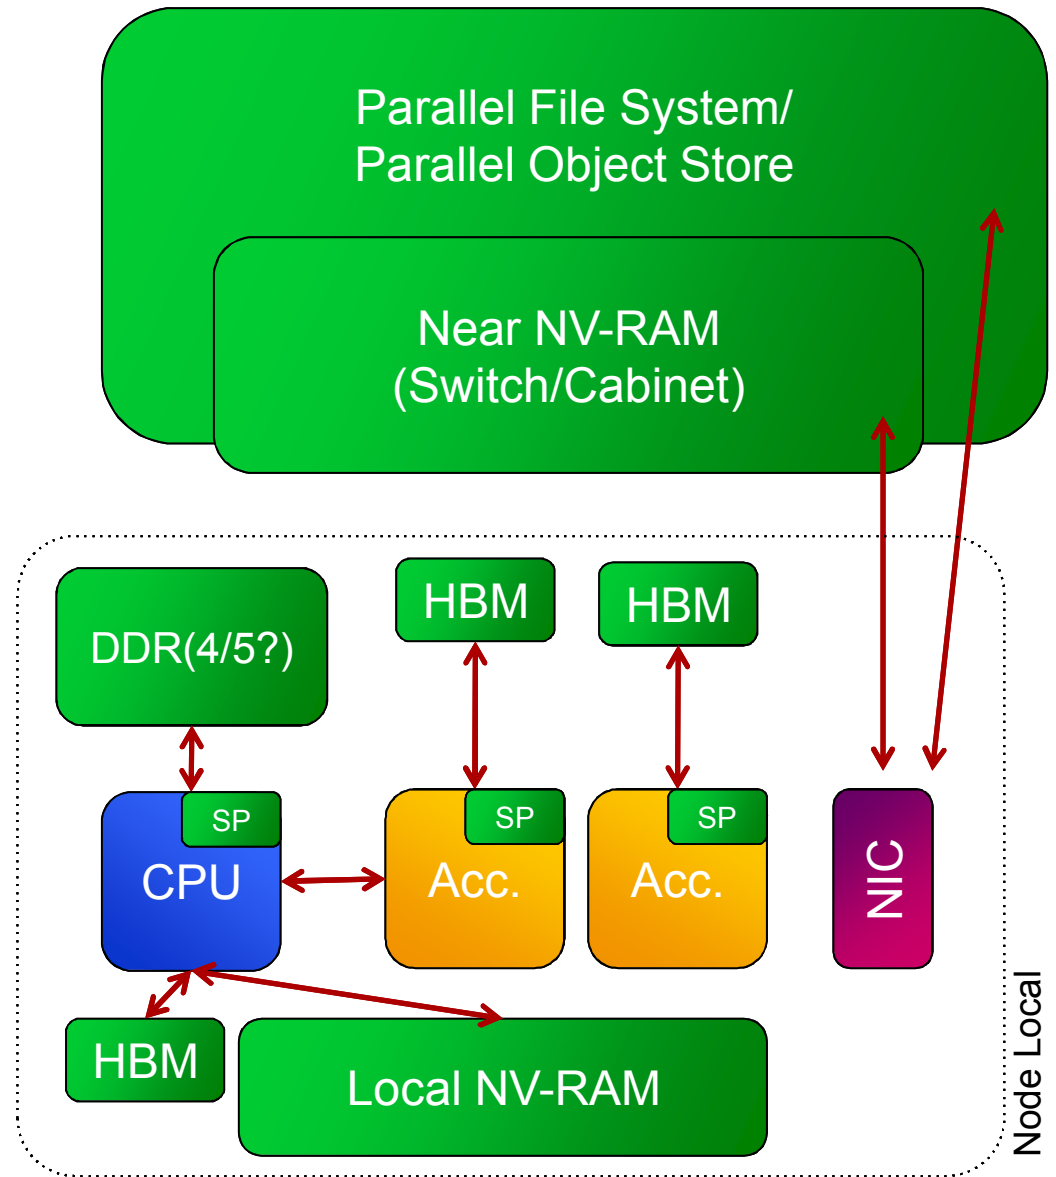 Parallel File System/
Parallel Object Store
Near NV-RAM
(Switch/Cabinet)
HBM
HBM
DDR(4/5?)
SP
SP
SP
CPU
Acc.
Acc.
NIC
HBM
Local NV-RAM
Node Local